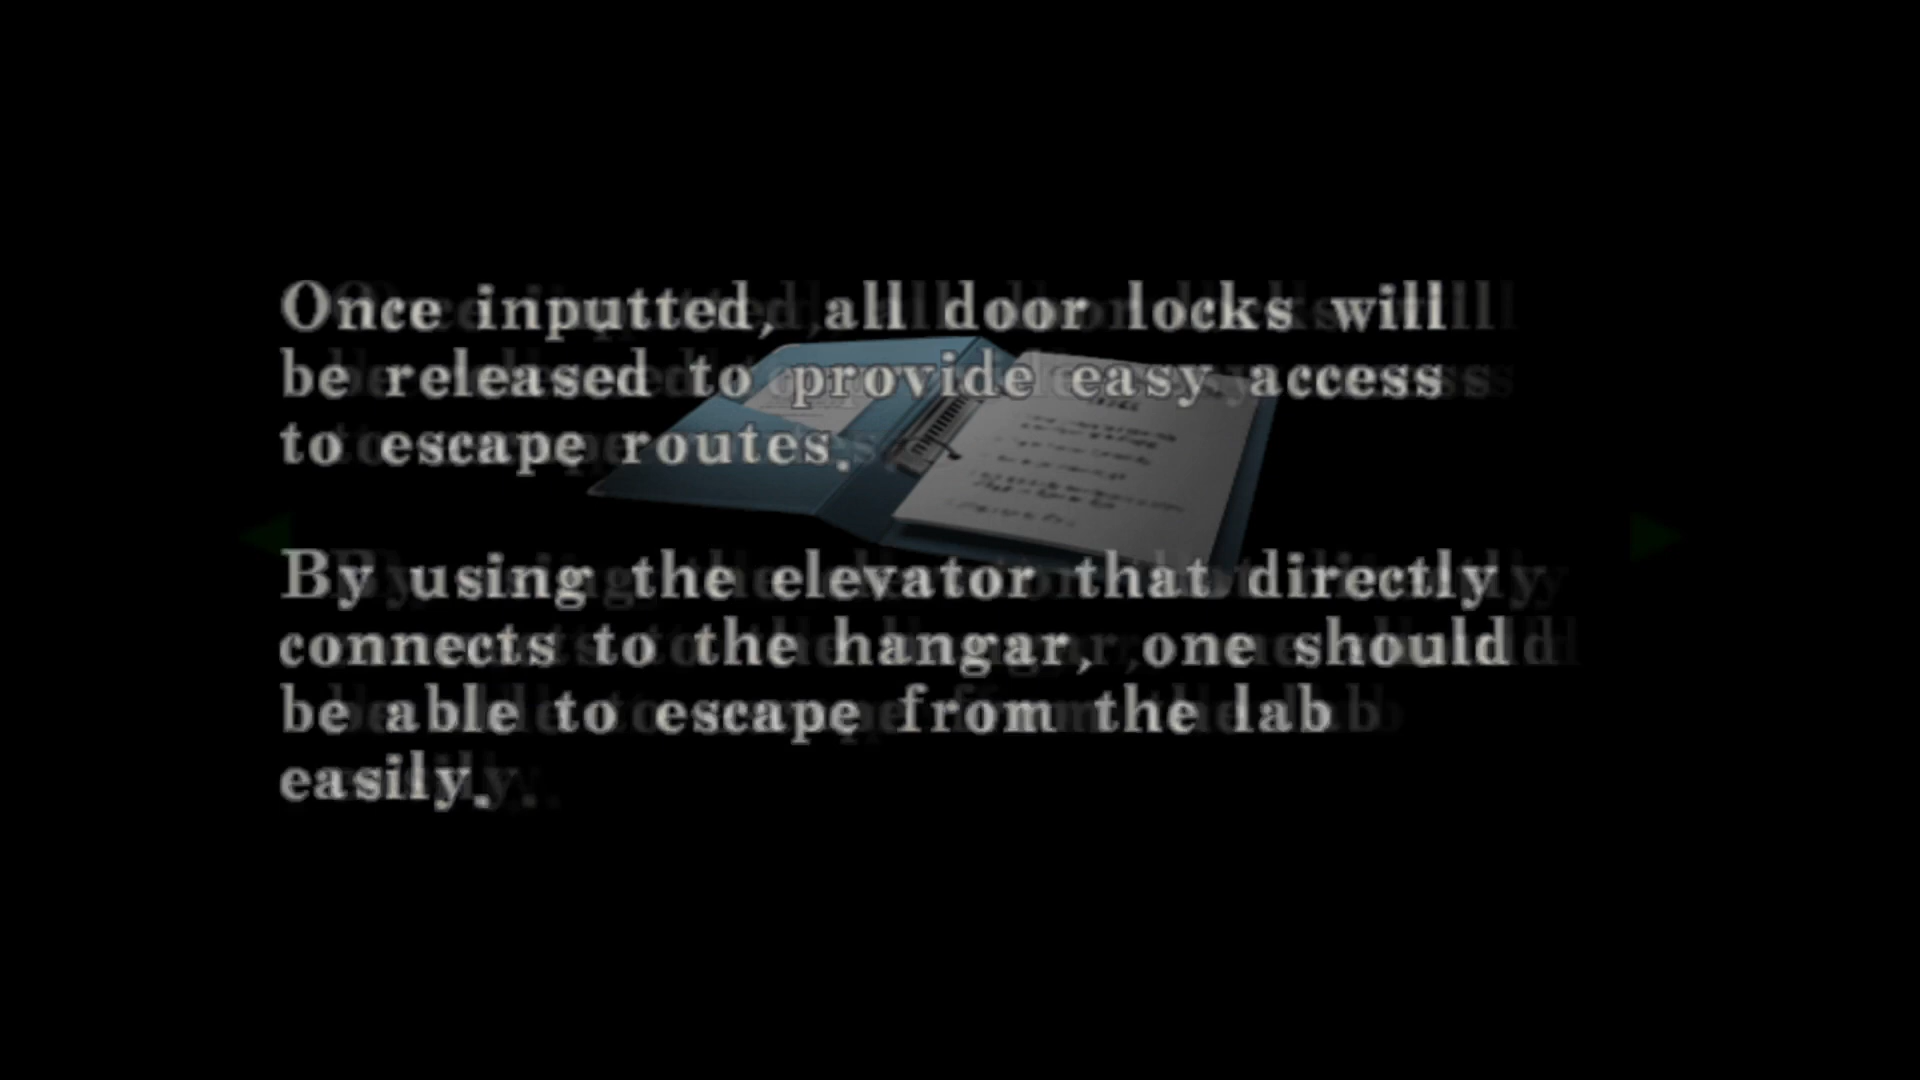 Once inputted, all door locks will
be released to provide easy access
to escape routes.
By using the elevator that directly
connects to the hangar, one should
be able to escape from the lab
easily.